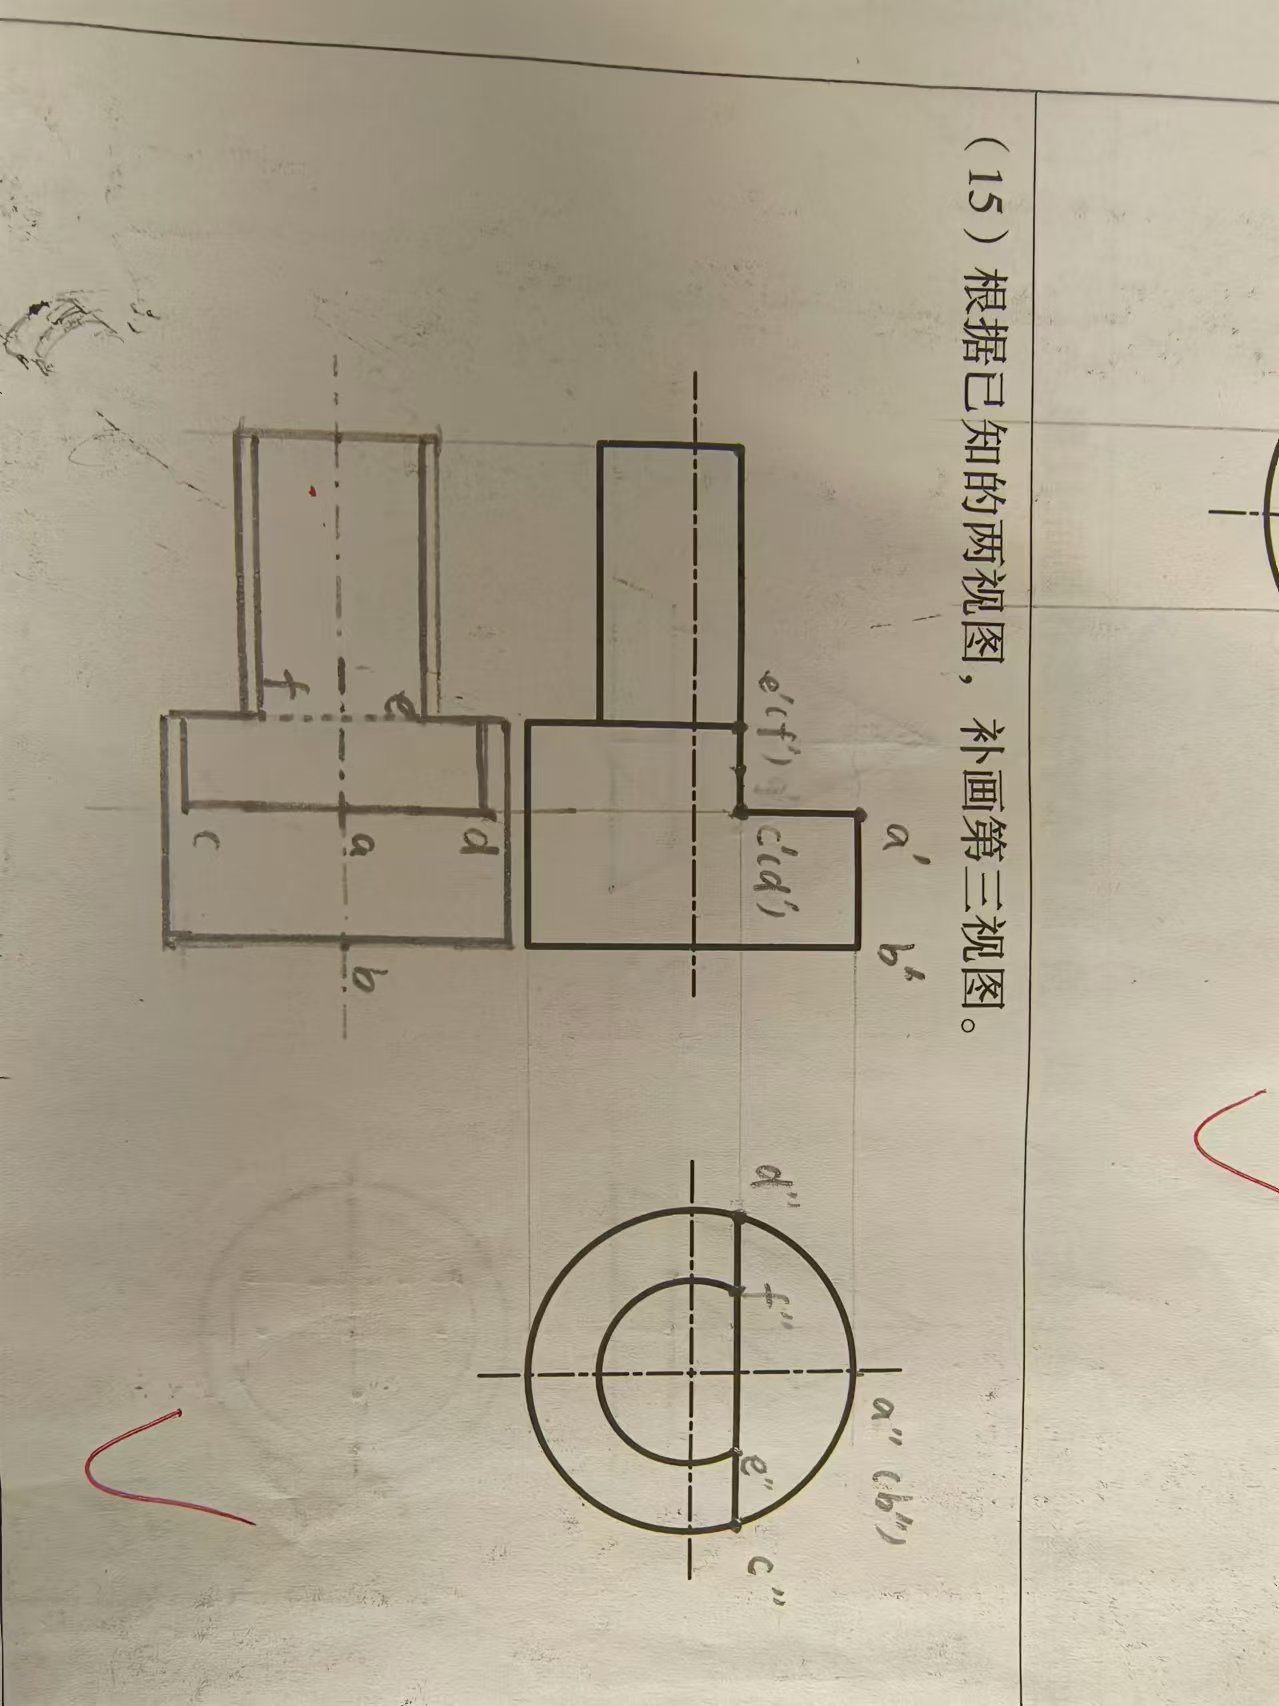 （15）根据已知的两视图，补画第三视图。
a'
b'
e'(f')
c'(d')
d"
f"
a"(b")
e"
c"
f
e
c
a
d
b